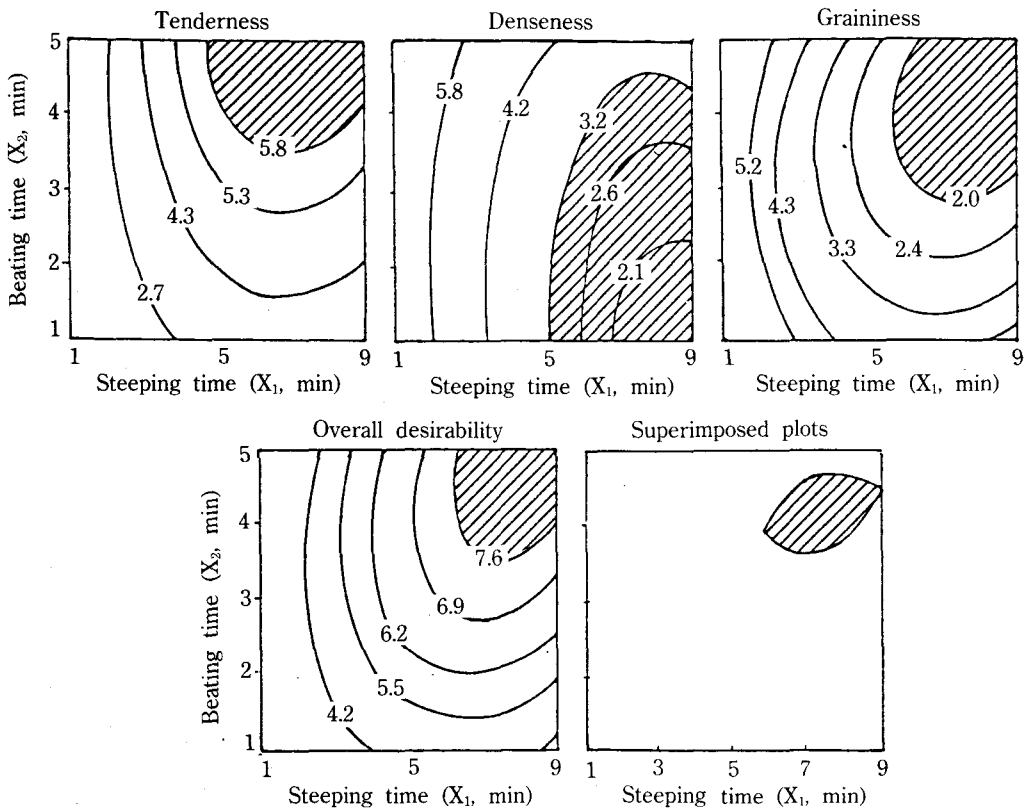 Tenderness
Denseness
Graininess
Beating time (X₂, min)
5
4
3
2
1
5.8
5.3
4.3
2.7
1 5 9
Steeping time (X₁, min)
5.8
4.2
3.2
2.6
2.1
1 5 9
Steeping time (X₁, min)
5.2
4.3
3.3
2.4
2.0
1 5 9
Steeping time (X₁, min)
Overall desirability
Superimposed plots
Beating time (X₂, min)
5
4
3
2
1
7.6
6.9
6.2
5.5
4.2
1 5 9
Steeping time (X₁, min)
1 3 5 7 9
Steeping time (X₁, min)